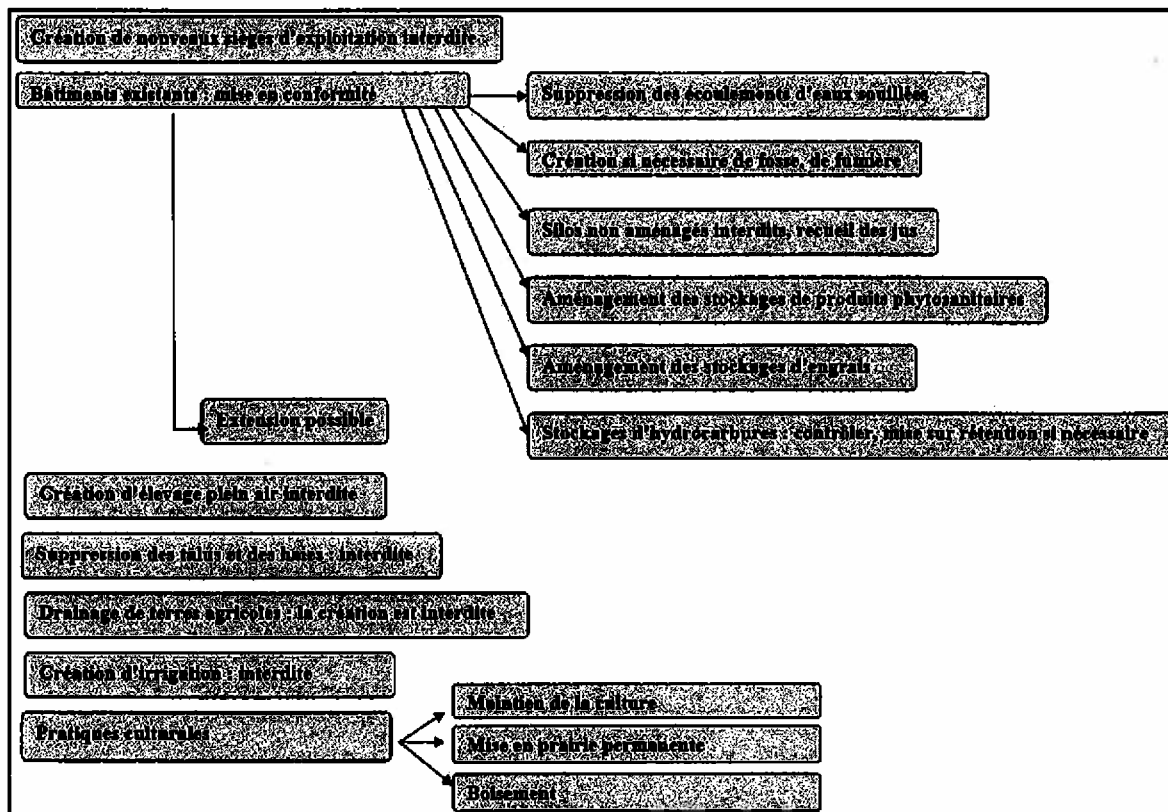 Création de nouveaux sièges d'exploitation interdite
Bâtiments existants : mise en conformité
Suppression des écoulements d'eaux souillées
Création si nécessaire de fosse, de fumière
Silos non aménagés interdits, recueil des jus
Aménagement des stockages de produits phytosanitaires
Aménagement des stockages d'engrais
Extension possible
Stockages d'hydrocarbures : contrôler, mise sur rétention si nécessaire
Création d'élevage plein air interdite
Suppression des talus et des haies : interdite
Drainage de terres agricoles : la création est interdite
Création d'irrigation : interdite
Pratiques culturales
Maintien de la culture
Mise en prairie permanente
Boisement